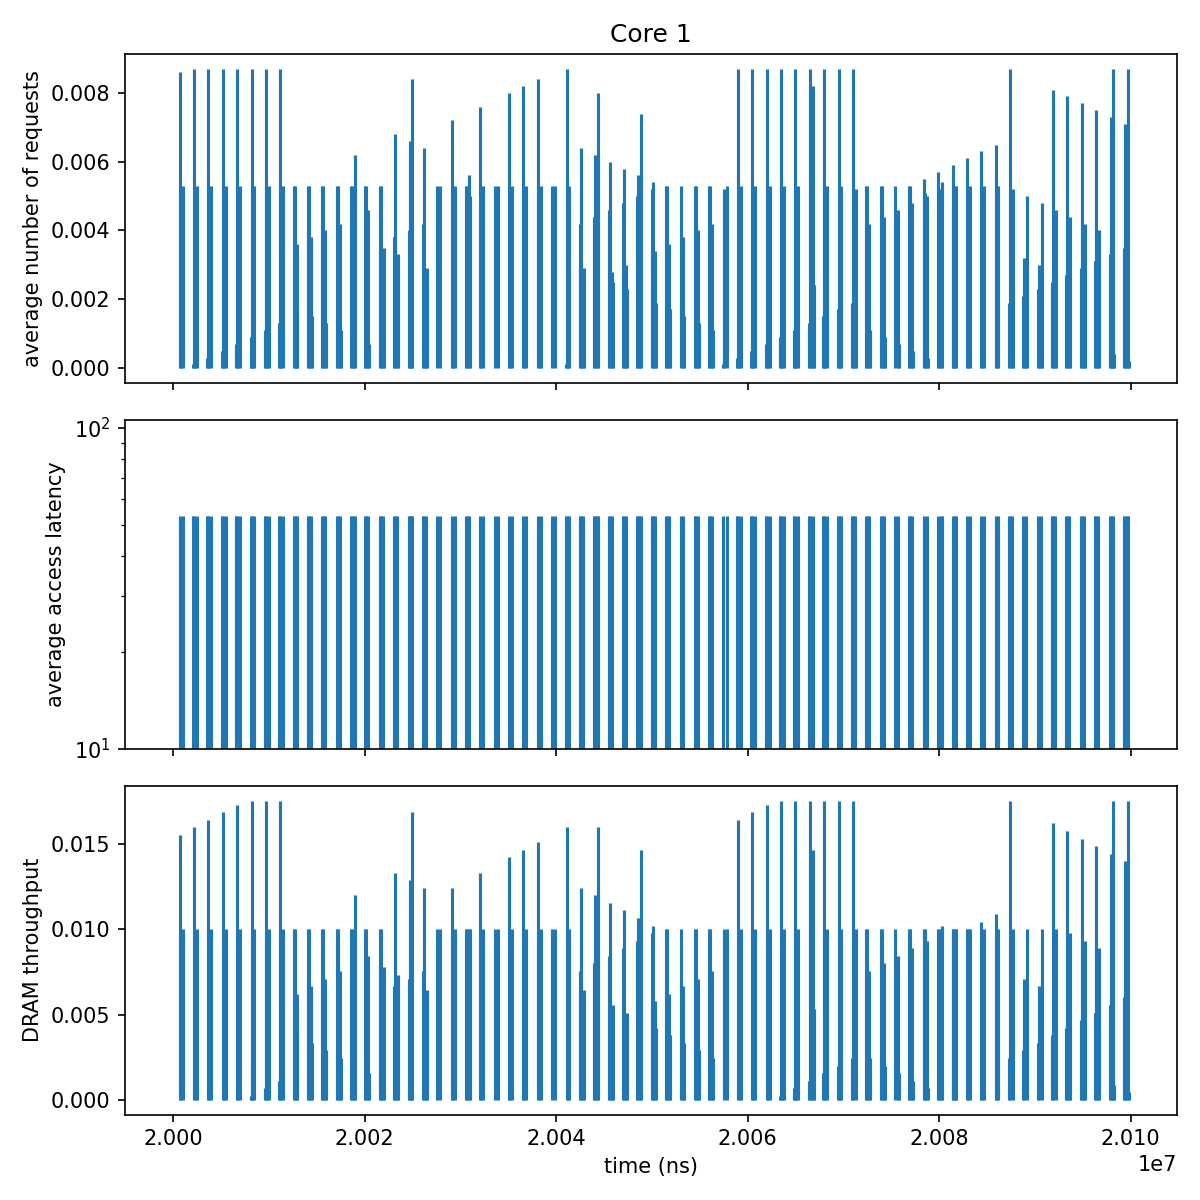 Core 1
average number of requests
0.008
0.006
0.004
0.002
0.000
average access latency
10²
10¹
DRAM throughput
0.015
0.010
0.005
0.000
2.000 2.002 2.004 2.006 2.008 2.010
time (ns)
1e7